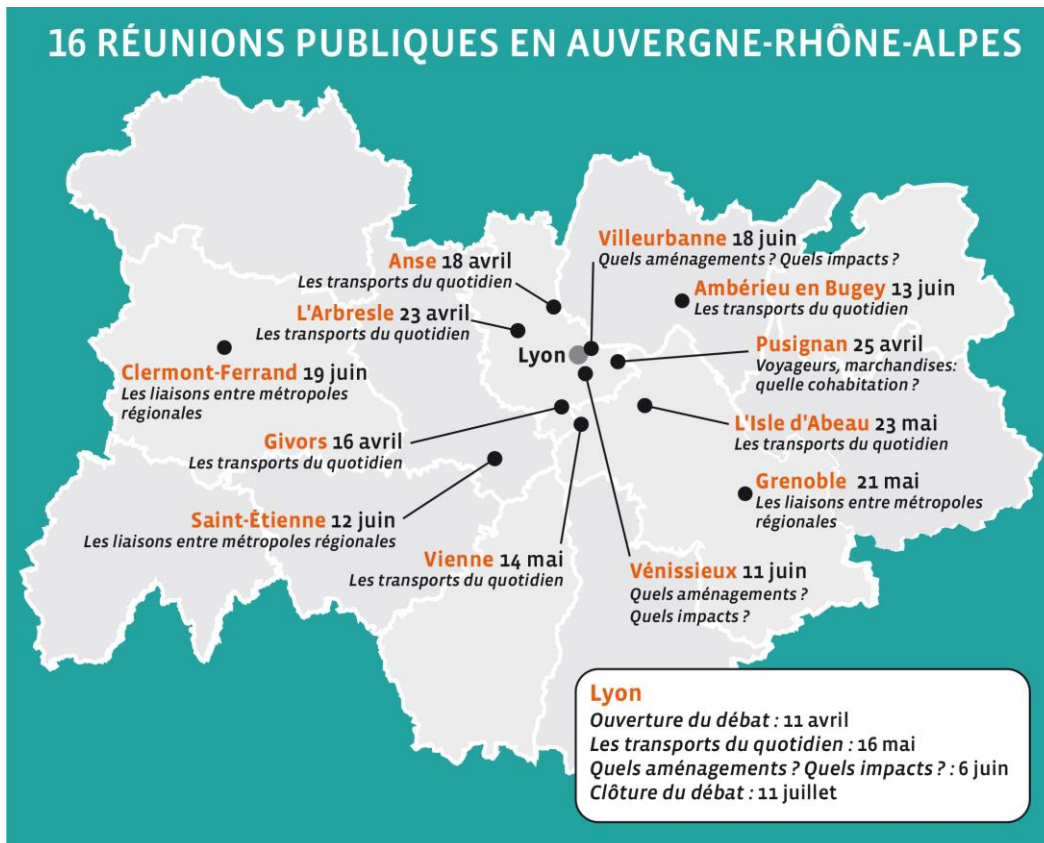 16 RÉUNIONS PUBLIQUES EN AUVERGNE-RHÔNE-ALPES
Anse 18 avril
Les transports du quotidien
L'Arbresle 23 avril
Les transports du quotidien
Clermont-Ferrand 19 juin
Les liaisons entre métropoles
régionales
Givors 16 avril
Les transports du quotidien
Saint-Étienne 12 juin
Les liaisons entre métropoles régionales
Vienne 14 mai
Les transports du quotidien
Lyon
Villeurbanne 18 juin
Quels aménagements ? Quels impacts ?
Ambérieu en Bugey 13 juin
Les transports du quotidien
Pusignan 25 avril
Voyageurs, marchandises:
quelle cohabitation ?
L'Isle d'Abeau 23 mai
Les transports du quotidien
Grenoble 21 mai
Les liaisons entre métropoles
régionales
Vénissieux 11 juin
Quels aménagements ?
Quels impacts ?
Lyon
Ouverture du débat : 11 avril
Les transports du quotidien : 16 mai
Quels aménagements ? Quels impacts ? : 6 juin
Clôture du débat : 11 juillet